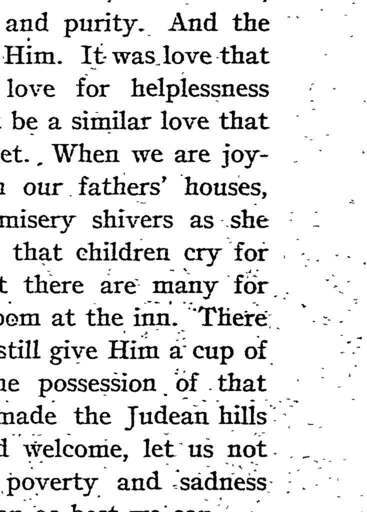 and purity. And the
Him. It was love that
love for helplessness
be a similar love that
et. When we are joy-
our fathers' houses,
misery shivers as she
that children cry for
there are many for
at the inn. There
still give Him a cup of
possession of that
made the Judean hills
welcome, let us not
poverty and sadness